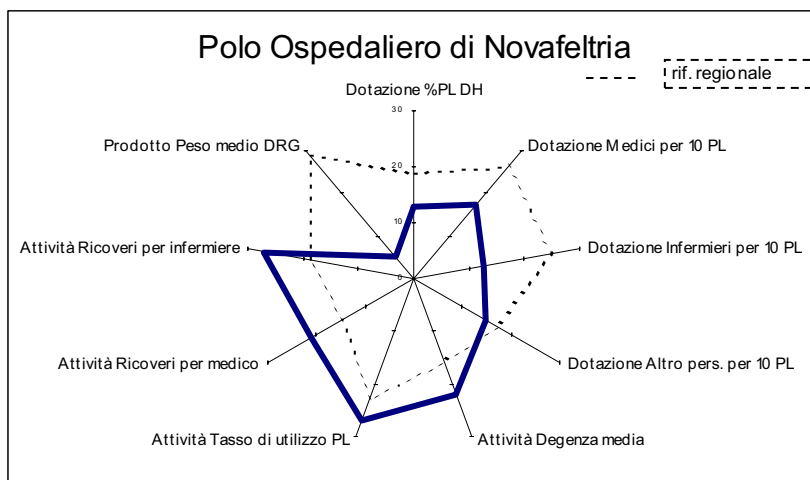 Polo Ospedaliero di Novafeltria
rif. regionale
Dotazione %PL DH
30
Prodotto Peso medio DRG
Dotazione Medici per 10 PL
20
10
Attività Ricoveri per infermiere
Dotazione Infermieri per 10 PL
0
Attività Ricoveri per medico
Dotazione Altro pers. per 10 PL
Attività Tasso di utilizzo PL
Attività Degenza media